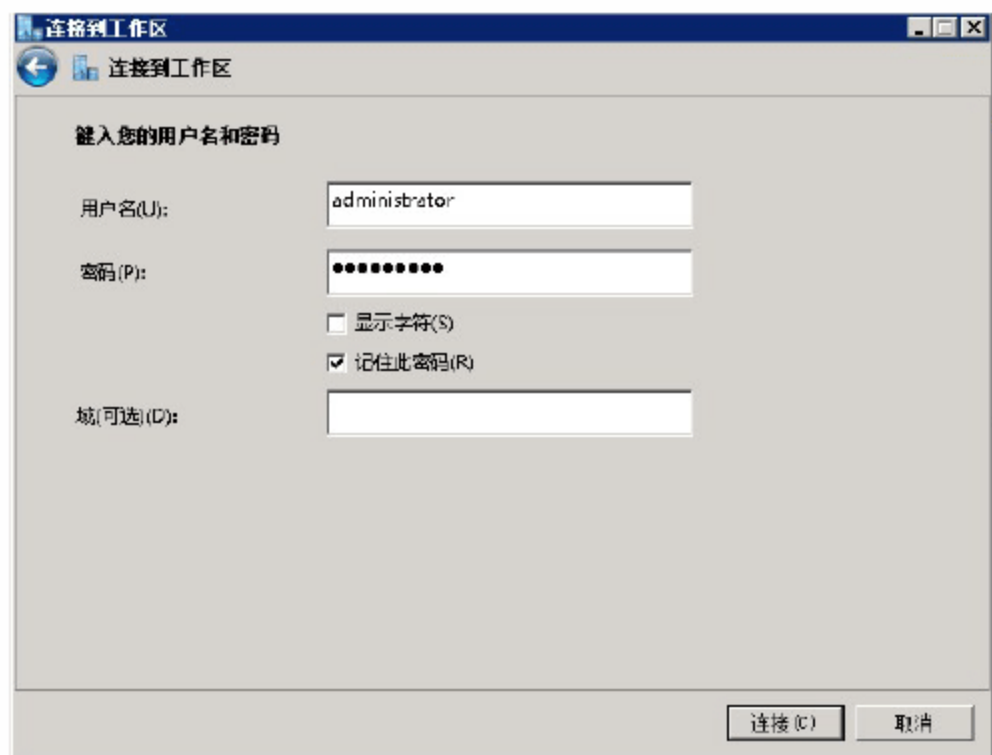 连接到工作区
连接到工作区
键入您的用户名和密码
用户名(U): administrator
密码(P): ●●●●●●●●●
显示字符(S)
记住此密码(R)
域(可选)(D):
连接(C) 取消